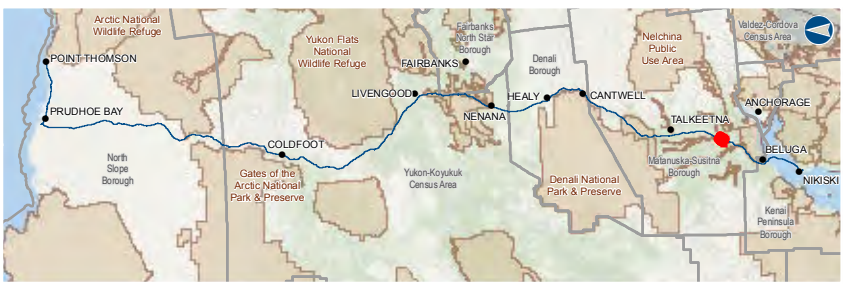 Arctic National
Wildlife Refuge
POINT THOMSON
PRUDHOE BAY
North
Slope
Borough
COLDFOOT
Gates of the
Arctic National
Park & Preserve
Yukon Flats
National
Wildlife Refuge
LIVENGOOD
Fairbanks
North Star
Borough
FAIRBANKS
NENANA
Yukon-Koyukuk
Census Area
Denali
Borough
HEALY
CANTWELL
Denali National
Park & Preserve
Nelchina
Public
Use Area
TALKEETNA
Matanuska-Susitna
Borough
Valdez-Cordova
Census Area
ANCHORAGE
BELUGA
NIKISKI
Kenai
Peninsula
Borough